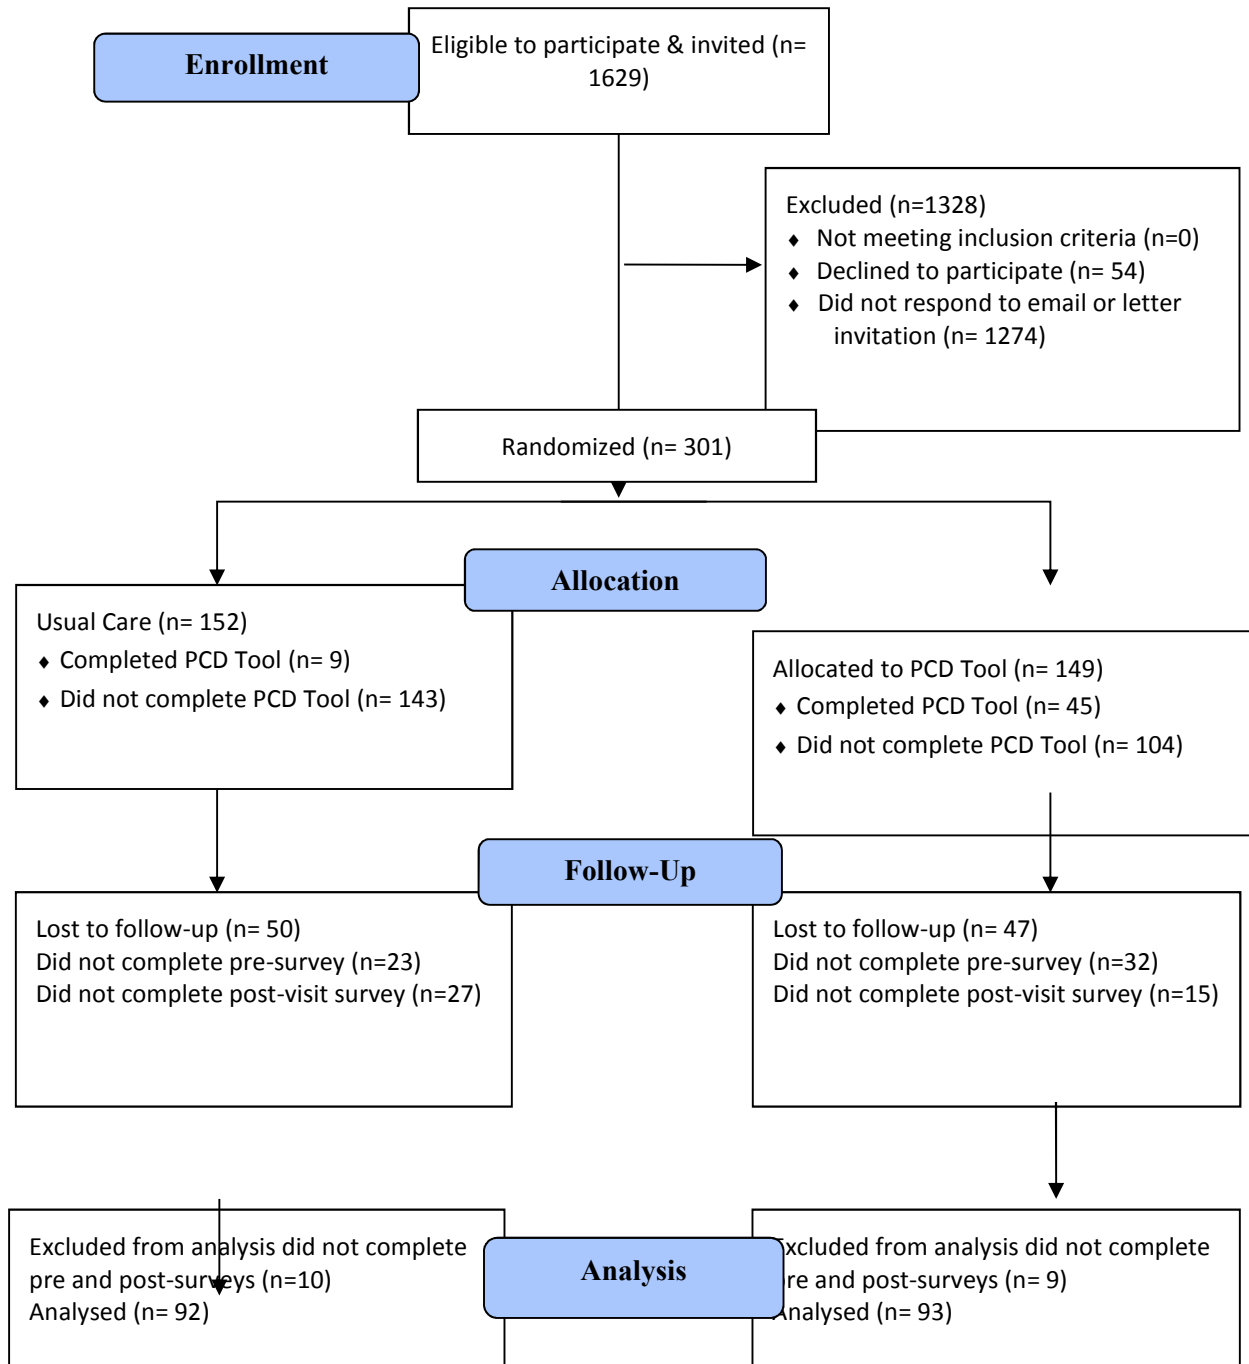 Enrollment
Eligible to participate & invited (n=
1629)
Excluded (n=1328)
♦ Not meeting inclusion criteria (n=0)
♦ Declined to participate (n= 54)
♦ Did not respond to email or letter
invitation (n= 1274)
Randomized (n= 301)
Allocation
Usual Care (n= 152)
♦ Completed PCD Tool (n= 9)
♦ Did not complete PCD Tool (n= 143)
Allocated to PCD Tool (n= 149)
♦ Completed PCD Tool (n= 45)
♦ Did not complete PCD Tool (n= 104)
Follow-Up
Lost to follow-up (n= 50)
Did not complete pre-survey (n=23)
Did not complete post-visit survey (n=27)
Lost to follow-up (n= 47)
Did not complete pre-survey (n=32)
Did not complete post-visit survey (n=15)
Analysis
Excluded from analysis did not complete
pre and post-surveys (n=10)
Analysed (n= 92)
Excluded from analysis did not complete
pre and post-surveys (n= 9)
Analysed (n= 93)